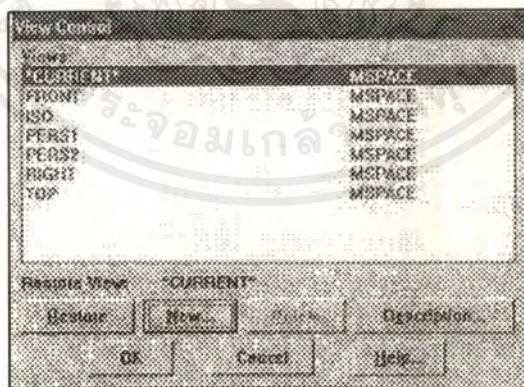 View Control
Views
*CURRENT* MSPACE
FRONT MSPACE
ISO MSPACE
PERS1 MSPACE
PERS2 MSPACE
RIGHT MSPACE
TOP MSPACE
Restore View: *CURRENT*
Restore New... Delete Description...
OK Cancel Help...